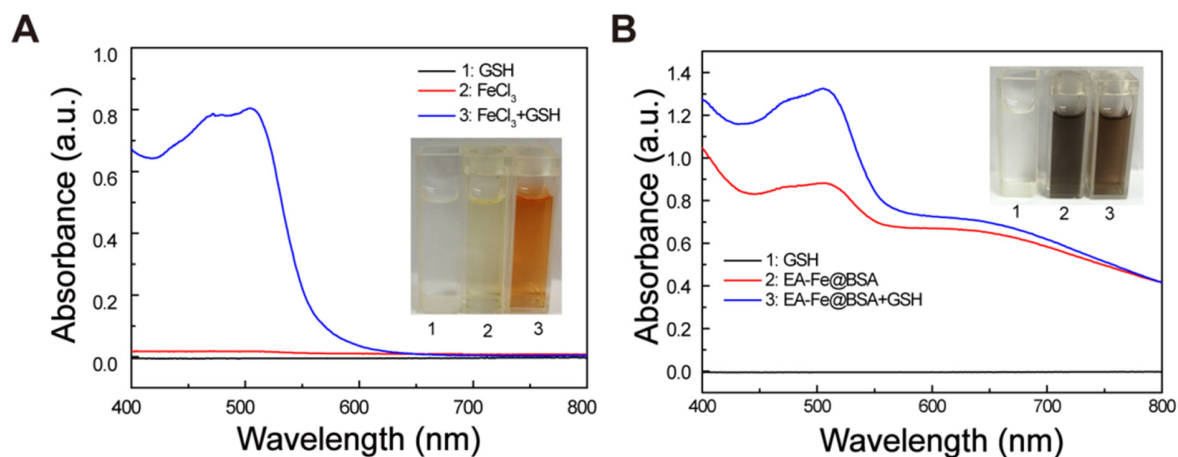 A
Absorbance (a.u.)
1.0
0.8
0.6
0.4
0.2
0.0
1: GSH
2: FeCl3
3: FeCl3+GSH
1 2 3
400 500 600 700 800
Wavelength (nm)
B
Absorbance (a.u.)
1.4
1.2
1.0
0.8
0.6
0.4
0.2
0.0
1 2 3
1: GSH
2: EA-Fe@BSA
3: EA-Fe@BSA+GSH
400 500 600 700 800
Wavelength (nm)